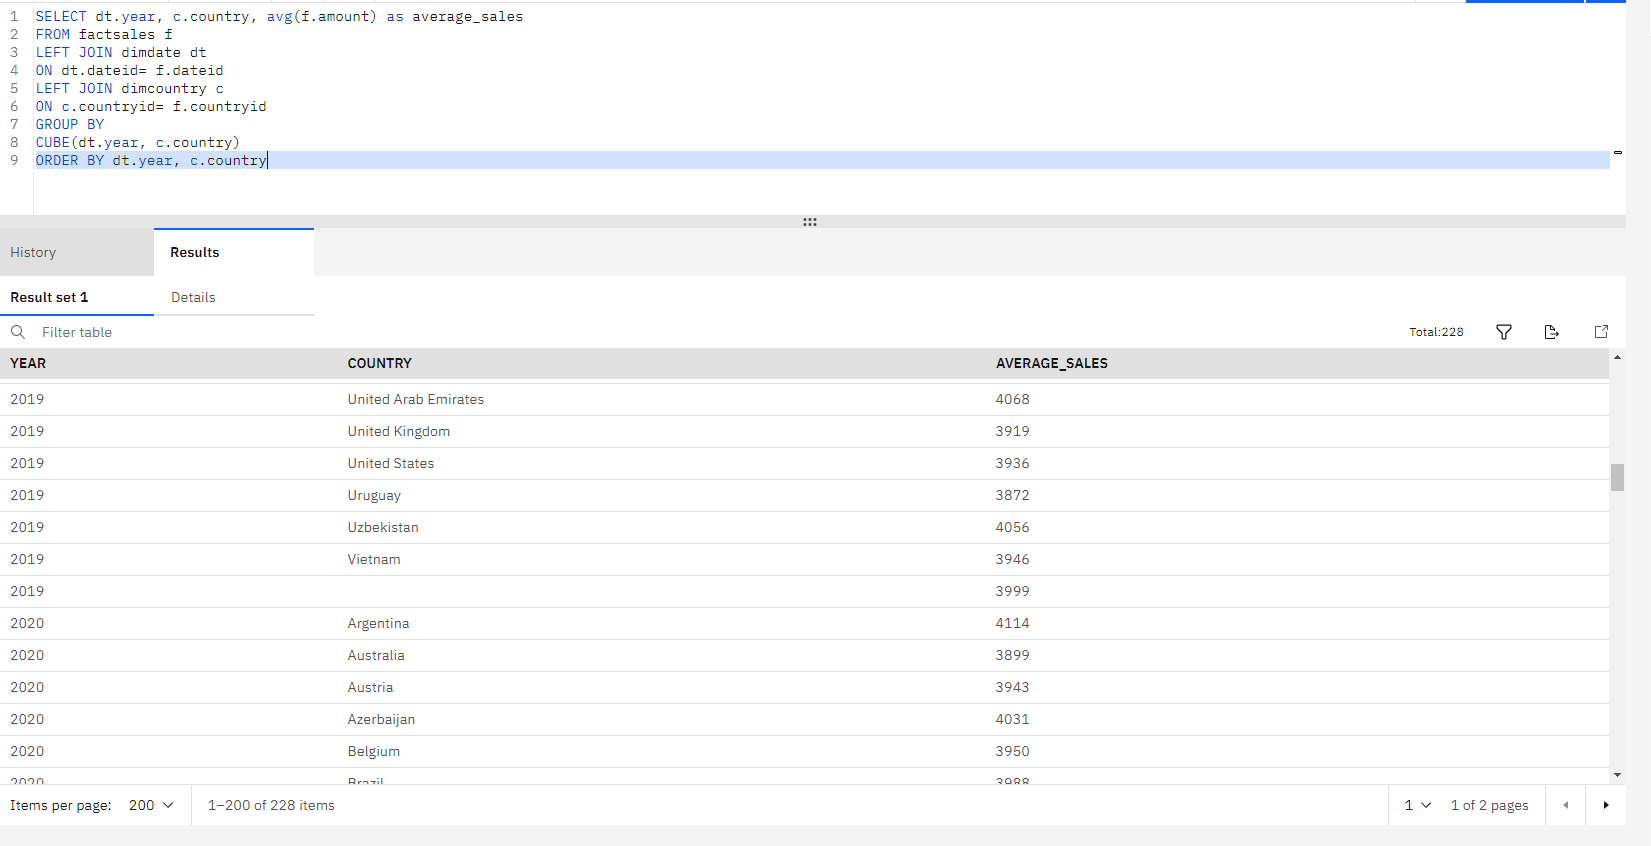 1 SELECT dt.year, c.country, avg(f.amount) as average_sales
2 FROM factsales f
3 LEFT JOIN dimdate dt
4 ON dt.dateid= f.dateid
5 LEFT JOIN dimcountry c
6 ON c.countryid= f.countryid
7 GROUP BY
8 CUBE(dt.year, c.country)
9 ORDER BY dt.year, c.country
History Results
Result set 1 Details
Filter table Total:228
YEAR COUNTRY AVERAGE_SALES
2019 United Arab Emirates 4068
2019 United Kingdom 3919
2019 United States 3936
2019 Uruguay 3872
2019 Uzbekistan 4056
2019 Vietnam 3946
2019 3999
2020 Argentina 4114
2020 Australia 3899
2020 Austria 3943
2020 Azerbaijan 4031
2020 Belgium 3950
2020 Brazil 3988
Items per page: 200 1–200 of 228 items 1 1 of 2 pages